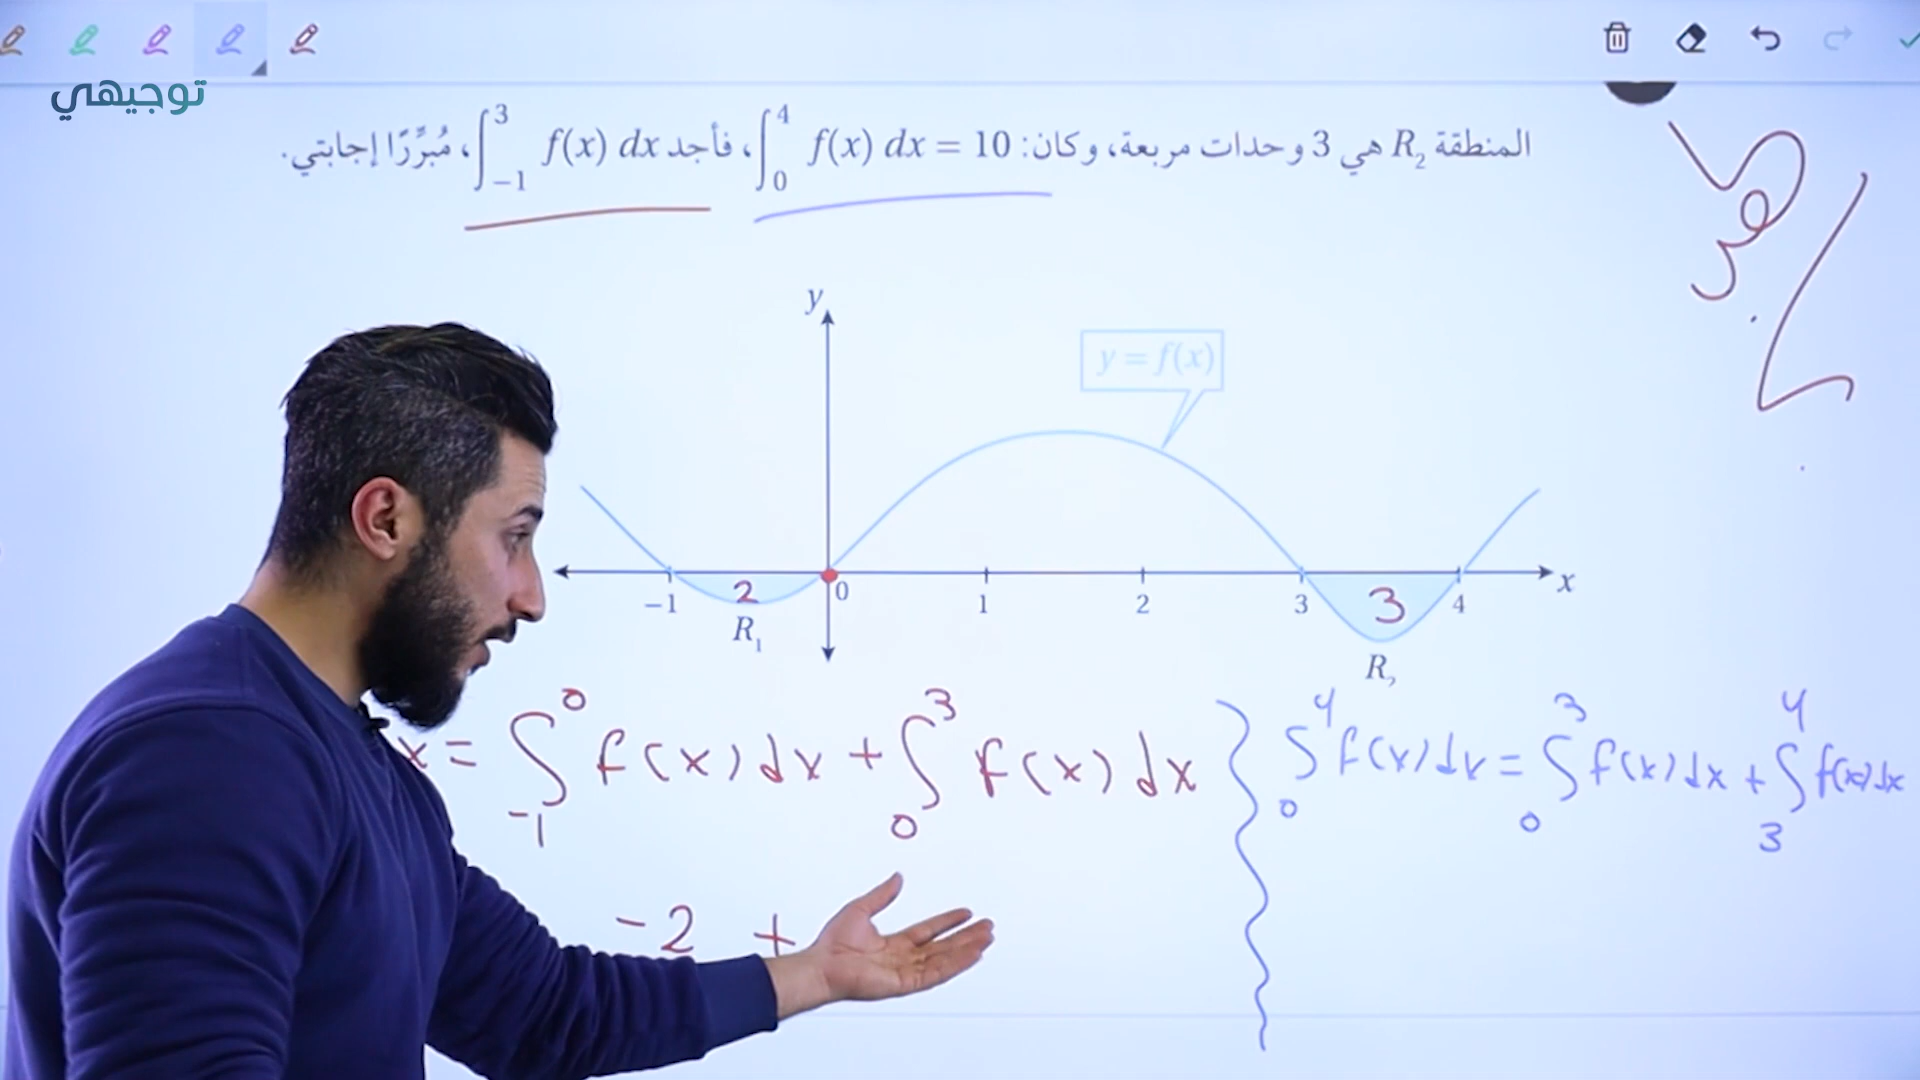 توجيهي
المنطقة R₂ هي 3 وحدات مربعة، وكان: ∫₀⁴ f(x) dx = 10، فأجد ∫₋₁³ f(x) dx، مُبرِّرًا إجابتي.
y
y = f(x)
2
3
-1 0 1 2 3 4 x
R₁
R₂
x = ∫₋₁⁰ f(x) dx + ∫₀³ f(x) dx
∫₀⁴ f(x) dx = ∫₀³ f(x) dx + ∫₃⁴ f(x) dx
-2 +